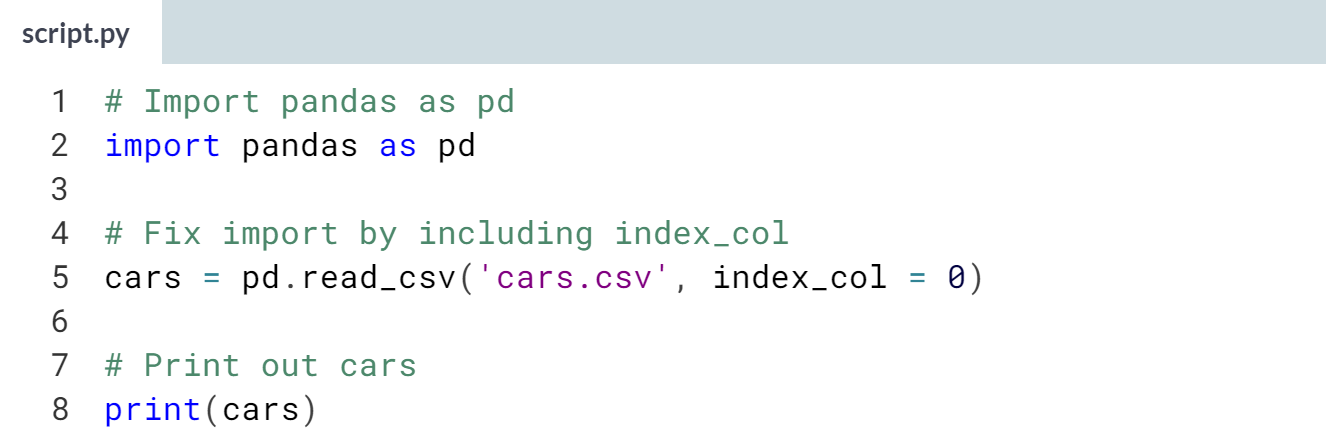 script.py
1 # Import pandas as pd
2 import pandas as pd
3
4 # Fix import by including index_col
5 cars = pd.read_csv('cars.csv', index_col = 0)
6
7 # Print out cars
8 print(cars)